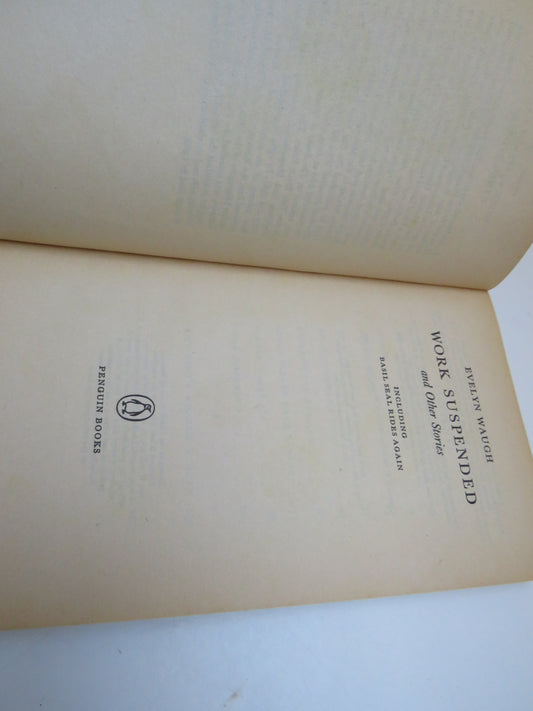 EVELYN WAUGH
WORK SUSPENDED
and Other Stories
INCLUDING
BASIL SEAL RIDES AGAIN
PENGUIN BOOKS